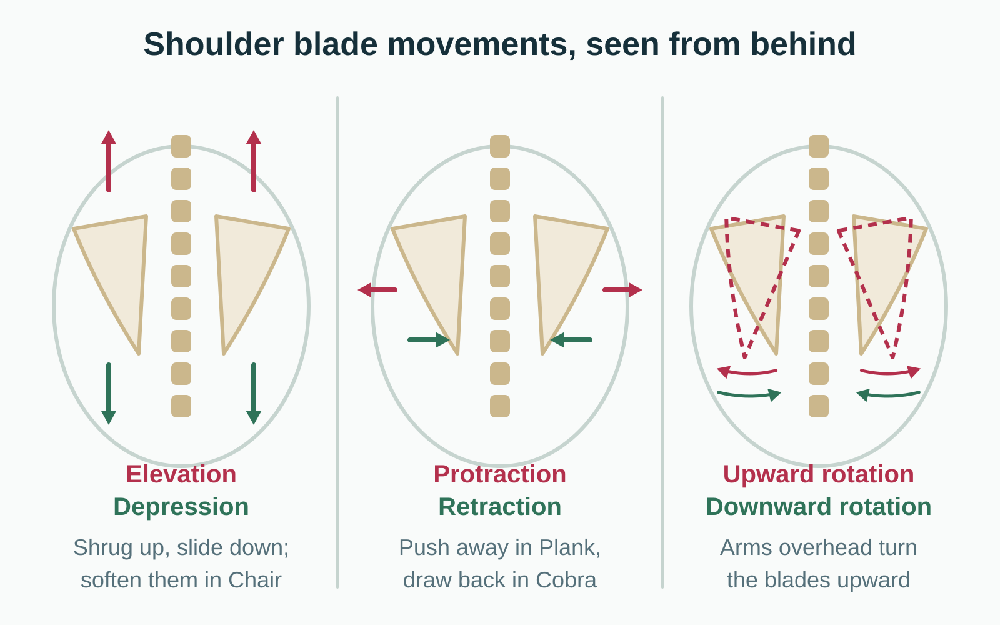 Shoulder blade movements, seen from behind
Elevation
Depression
Shrug up, slide down;
soften them in Chair
Protraction
Retraction
Push away in Plank,
draw back in Cobra
Upward rotation
Downward rotation
Arms overhead turn
the blades upward